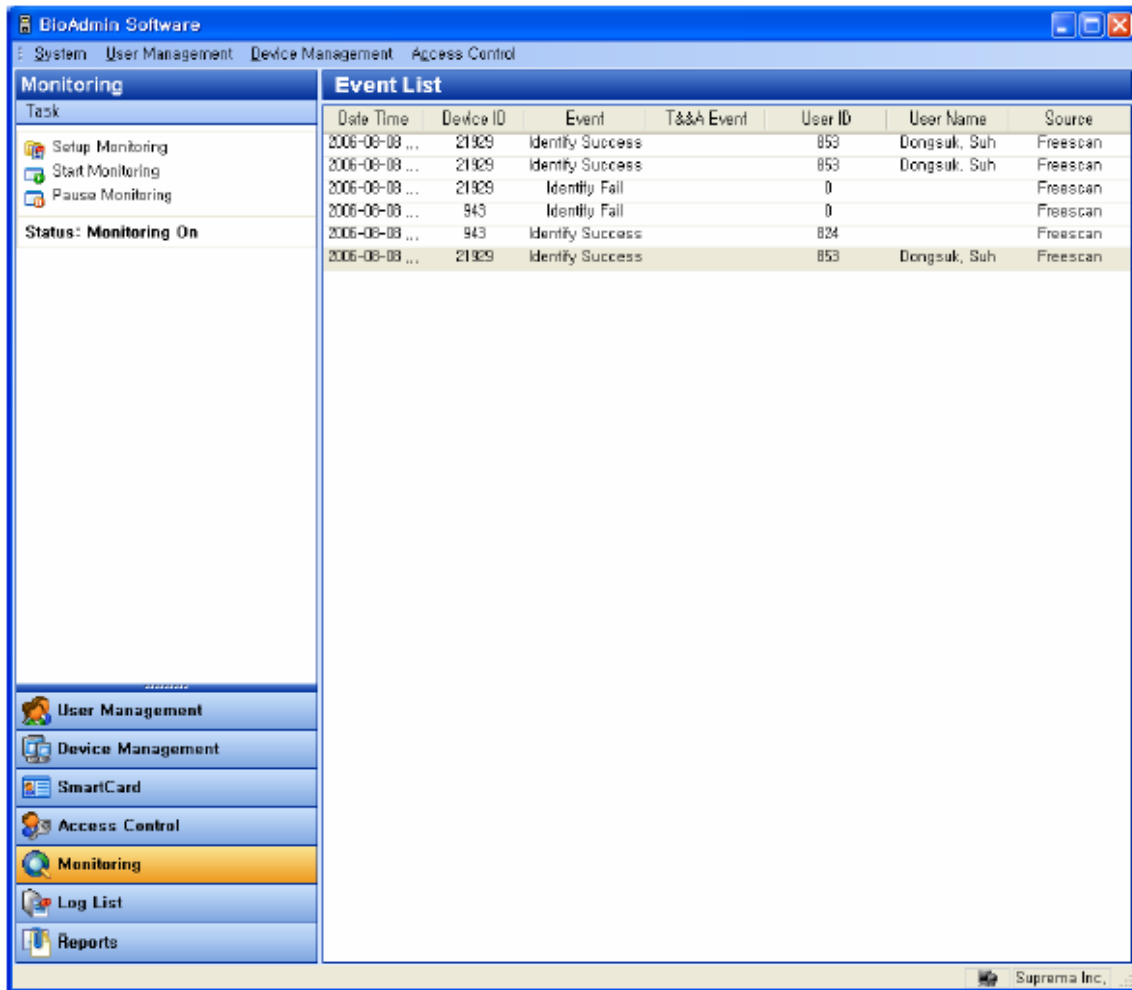 BioAdmin Software
System User Management Device Management Access Control
Monitoring
Task
Setup Monitoring
Start Monitoring
Pause Monitoring
Status: Monitoring On
Event List
Date Time Device ID Event T&&A Event User ID User Name Source
2006-08-08 ... 21929 Identify Success 853 Dongsuk, Suh Freescan
2006-08-08 ... 21929 Identify Success 853 Dongsuk, Suh Freescan
2006-08-08 ... 21929 Identify Fail 0 Freescan
2006-08-08 ... 943 Identify Fail 0 Freescan
2006-08-08 ... 943 Identify Success 824 Freescan
2006-08-08 ... 21929 Identify Success 853 Dongsuk, Suh Freescan
User Management
Device Management
SmartCard
Access Control
Monitoring
Log List
Reports
Suprema Inc,